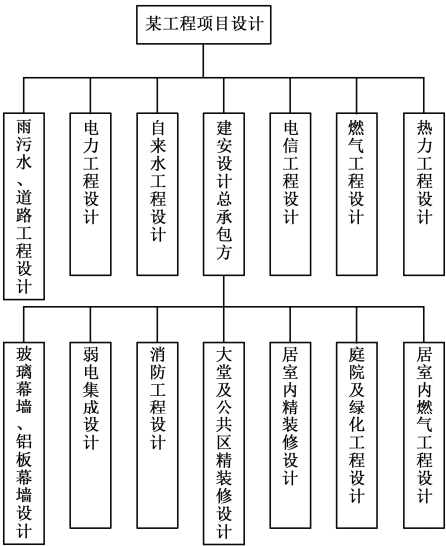 某工程项目设计
雨污水、道路工程设计
电力工程设计
自来水工程设计
建安设计总承包方
电信工程设计
燃气工程设计
热力工程设计
玻璃幕墙、铝板幕墙设计
弱电集成设计
消防工程设计
大堂及公共区精装修设计
居室内精装修设计
庭院及绿化工程设计
居室内燃气工程设计